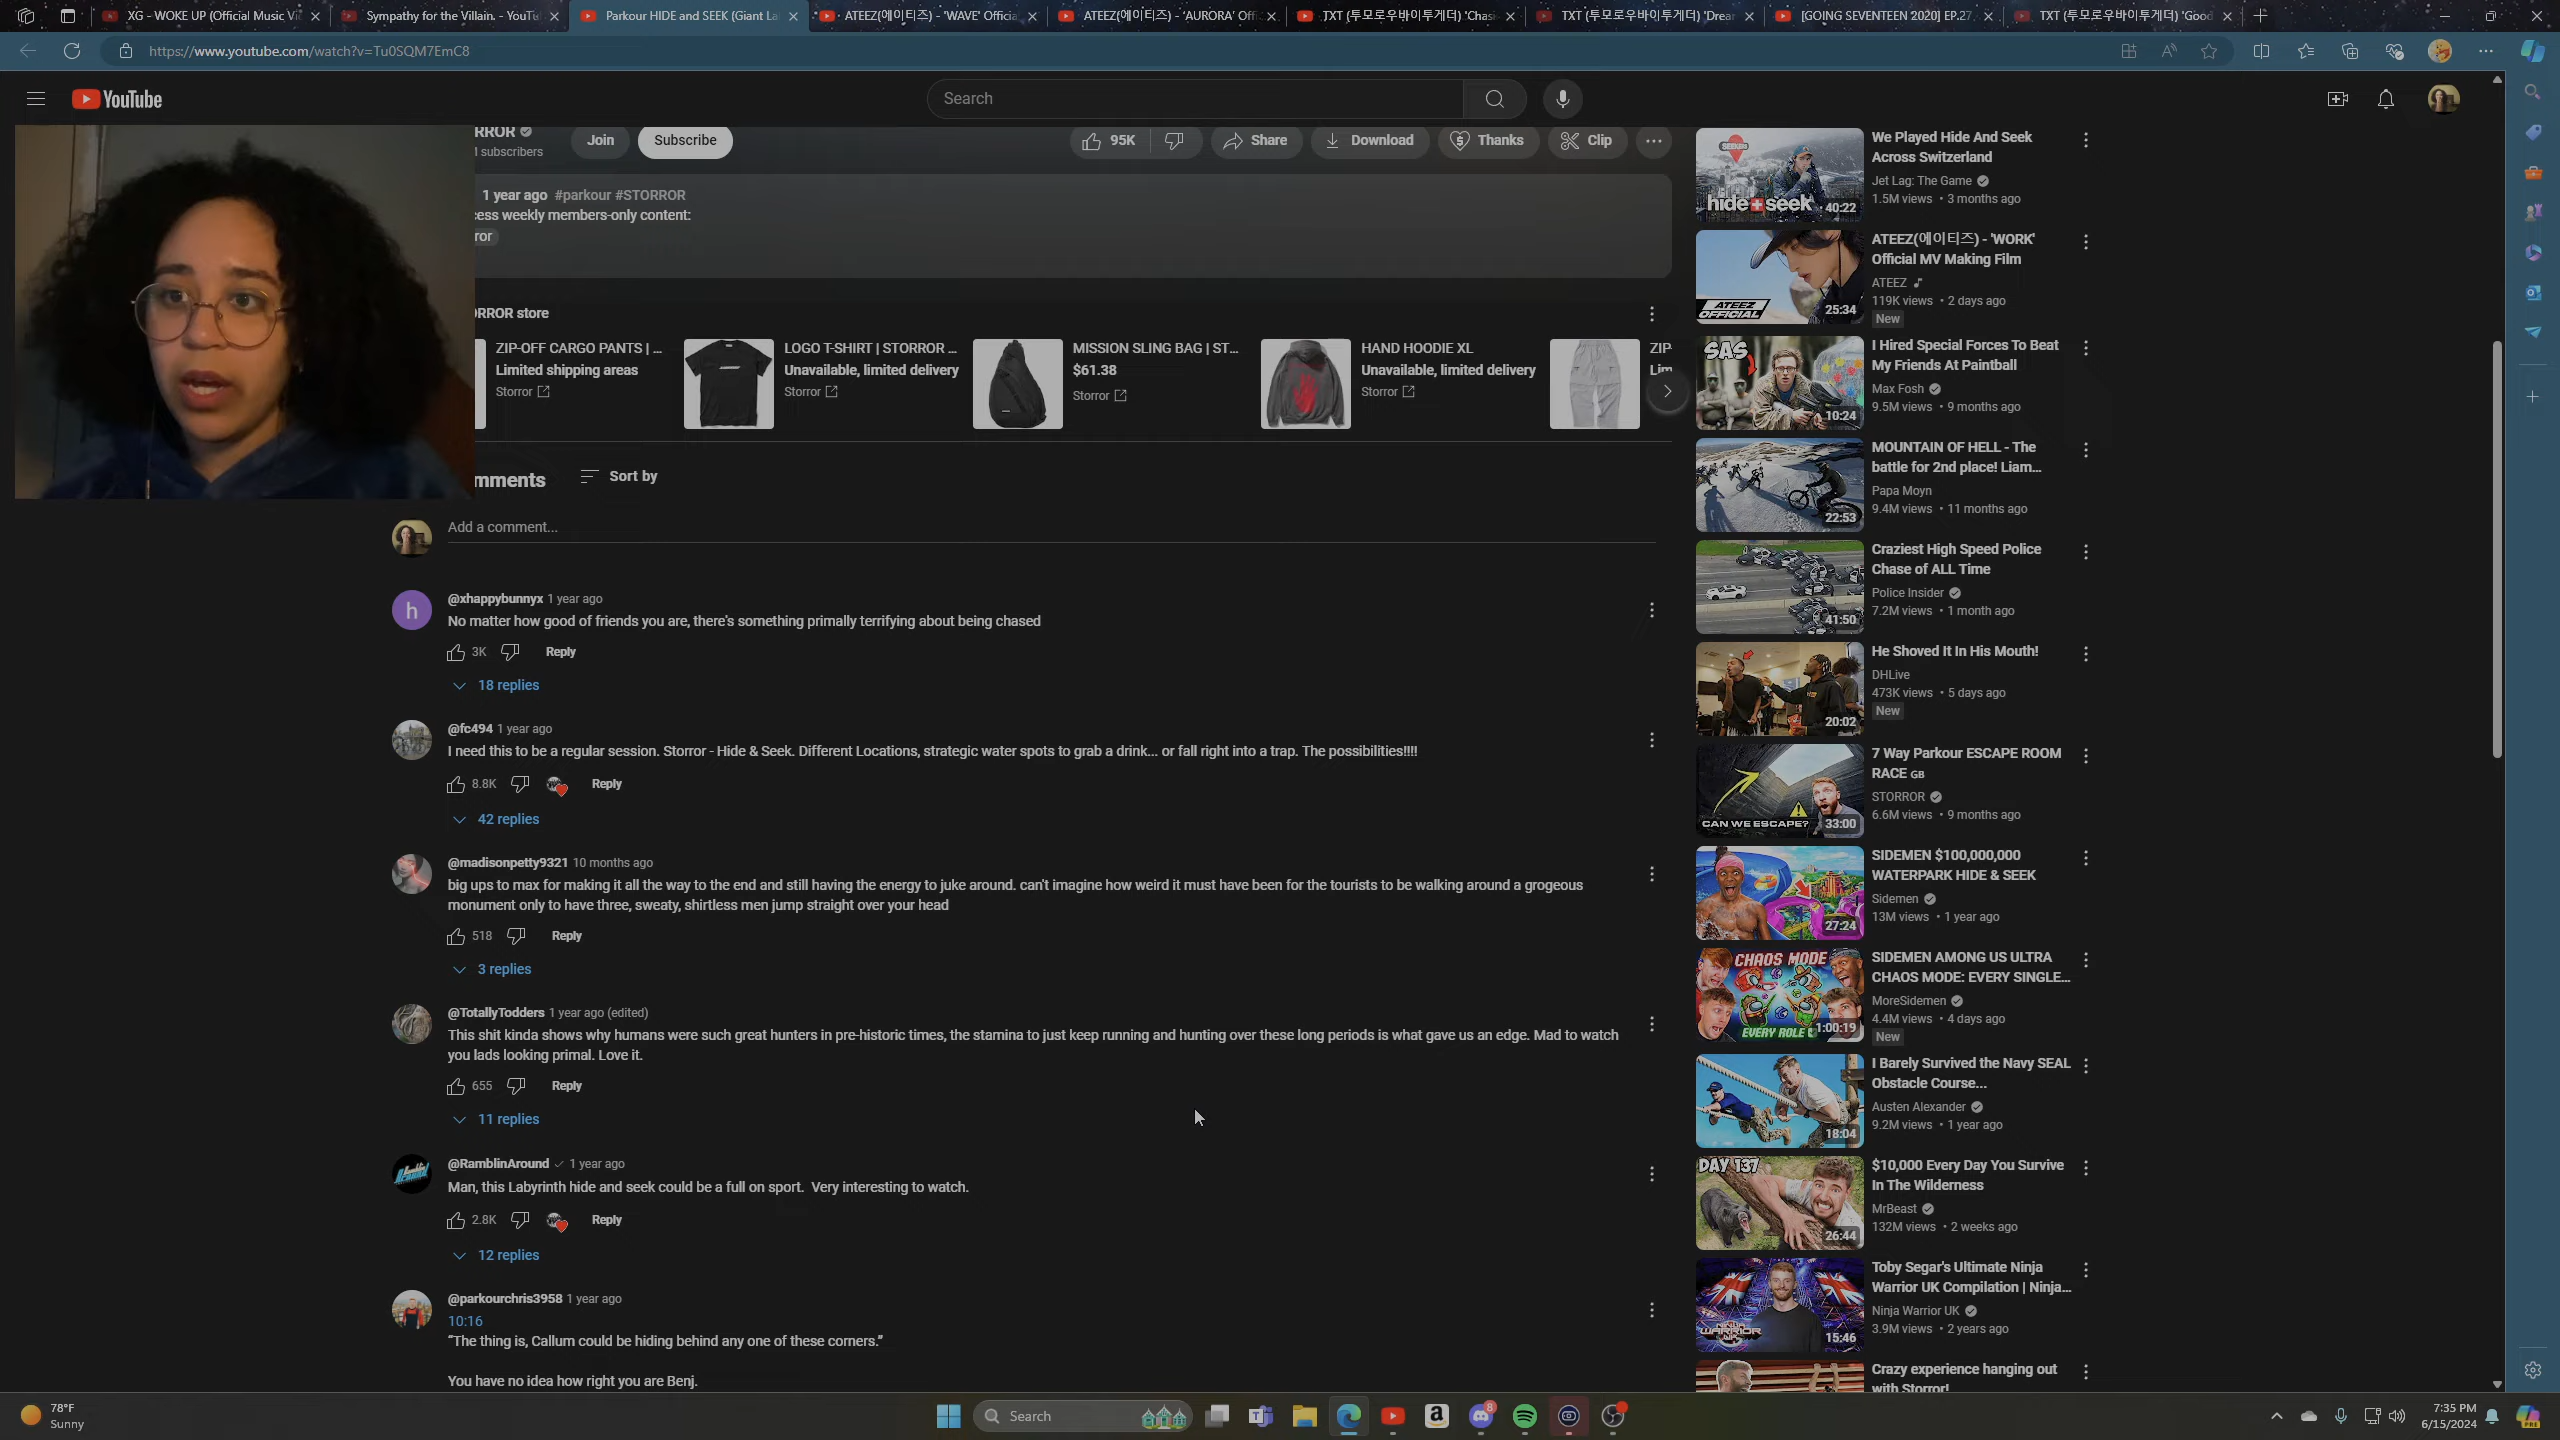 XG - WOKE UP (Official Music Vi
Sympathy for the Villain. - YouTu
Parkour HIDE and SEEK (Giant La
ATEEZ(에이티즈) - 'WAVE' Officia
ATEEZ(에이티즈) - 'AURORA' Offi
TXT (투모로우바이투게더) 'Chas
TXT (투모로우바이투게더) 'Drea
[GOING SEVENTEEN 2020] EP.27
TXT (투모로우바이투게더) 'Good
https://www.youtube.com/watch?v=Tu0SQM7EmC8
YouTube
Search
RROR
subscribers
Join
Subscribe
95K
Share
Download
Thanks
Clip
1 year ago #parkour #STORROR
cess weekly members-only content:
ror
ORROR store
ZIP-OFF CARGO PANTS | ...
Limited shipping areas
Storror
LOGO T-SHIRT | STORROR ...
Unavailable, limited delivery
Storror
MISSION SLING BAG | ST...
$61.38
Storror
HAND HOODIE XL
Unavailable, limited delivery
Storror
ZIP-
Lim
mments
Sort by
Add a comment...
@xhappybunnyx 1 year ago
No matter how good of friends you are, there's something primally terrifying about being chased
3K
Reply
18 replies
@fc494 1 year ago
I need this to be a regular session. Storror - Hide & Seek. Different Locations, strategic water spots to grab a drink... or fall right into a trap. The possibilities!!!!
8.8K
Reply
42 replies
@madisonpetty9321 10 months ago
big ups to max for making it all the way to the end and still having the energy to juke around. can't imagine how weird it must have been for the tourists to be walking around a grogeous
monument only to have three, sweaty, shirtless men jump straight over your head
518
Reply
3 replies
@TotallyTodders 1 year ago (edited)
This shit kinda shows why humans were such great hunters in pre-historic times, the stamina to just keep running and hunting over these long periods is what gave us an edge. Mad to watch
you lads looking primal. Love it.
655
Reply
11 replies
@RamblinAround 1 year ago
Man, this Labyrinth hide and seek could be a full on sport.  Very interesting to watch.
2.8K
Reply
12 replies
@parkourchris3958 1 year ago
10:16
“The thing is, Callum could be hiding behind any one of these corners.”
You have no idea how right you are Benj.
hide seek 40:22
We Played Hide And Seek
Across Switzerland
Jet Lag: The Game
1.5M views • 3 months ago
ATEEZ
OFFICIAL
25:34
ATEEZ(에이티즈) - 'WORK'
Official MV Making Film
ATEEZ
119K views • 2 days ago
New
SAS
10:24
I Hired Special Forces To Beat
My Friends At Paintball
Max Fosh
9.5M views • 9 months ago
22:53
MOUNTAIN OF HELL - The
battle for 2nd place! Liam...
Papa Moyn
9.4M views • 11 months ago
41:50
Craziest High Speed Police
Chase of ALL Time
Police Insider
7.2M views • 1 month ago
20:02
He Shoved It In His Mouth!
DHLive
473K views • 5 days ago
New
CAN WE ESCAPE? 33:00
7 Way Parkour ESCAPE ROOM
RACE GB
STORROR
6.6M views • 9 months ago
27:24
SIDEMEN $100,000,000
WATERPARK HIDE & SEEK
Sidemen
13M views • 1 year ago
CHAOS MODE
EVERY ROLE
1:00:19
SIDEMEN AMONG US ULTRA
CHAOS MODE: EVERY SINGLE...
MoreSidemen
4.4M views • 4 days ago
New
18:04
I Barely Survived the Navy SEAL
Obstacle Course...
Austen Alexander
9.2M views • 1 year ago
DAY 137
26:44
$10,000 Every Day You Survive
In The Wilderness
MrBeast
132M views • 2 weeks ago
NINJA
WARRIOR UK
15:46
Toby Segar's Ultimate Ninja
Warrior UK Compilation | Ninja...
Ninja Warrior UK
3.9M views • 2 years ago
Crazy experience hanging out
with Storror!
78°F
Sunny
Search
8
7:35 PM
6/15/2024